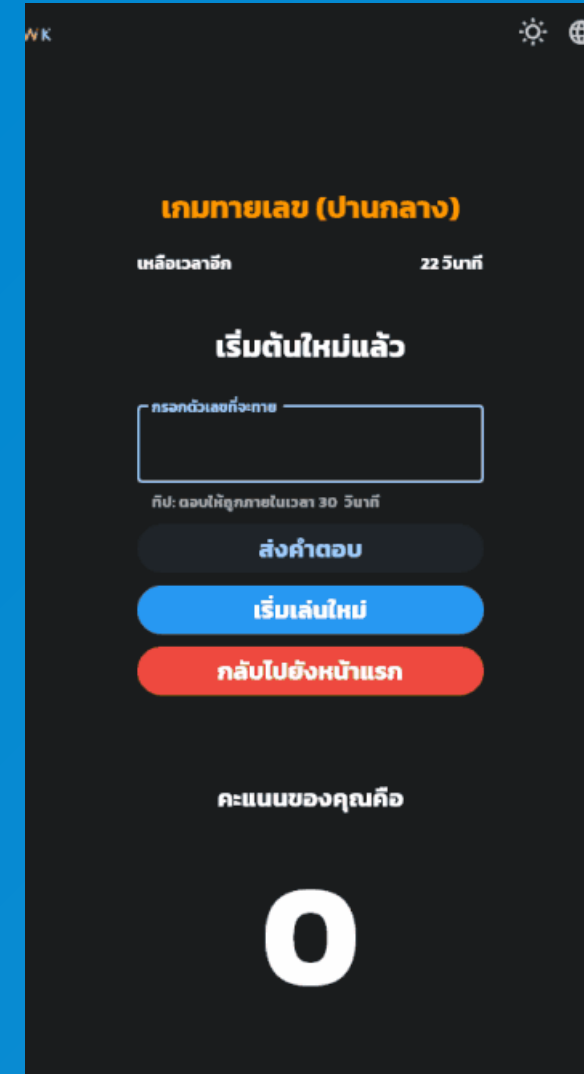 WK
เกมทายเลข (ปานกลาง)
เหลือเวลาอีก 22 วินาที
เริ่มต้นใหม่แล้ว
กรอกตัวเลขที่จะทาย
ทิป: ตอบให้ถูกภายในเวลา 30 วินาที
ส่งคำตอบ
เริ่มเล่นใหม่
กลับไปยังหน้าแรก
คะแนนของคุณคือ
0